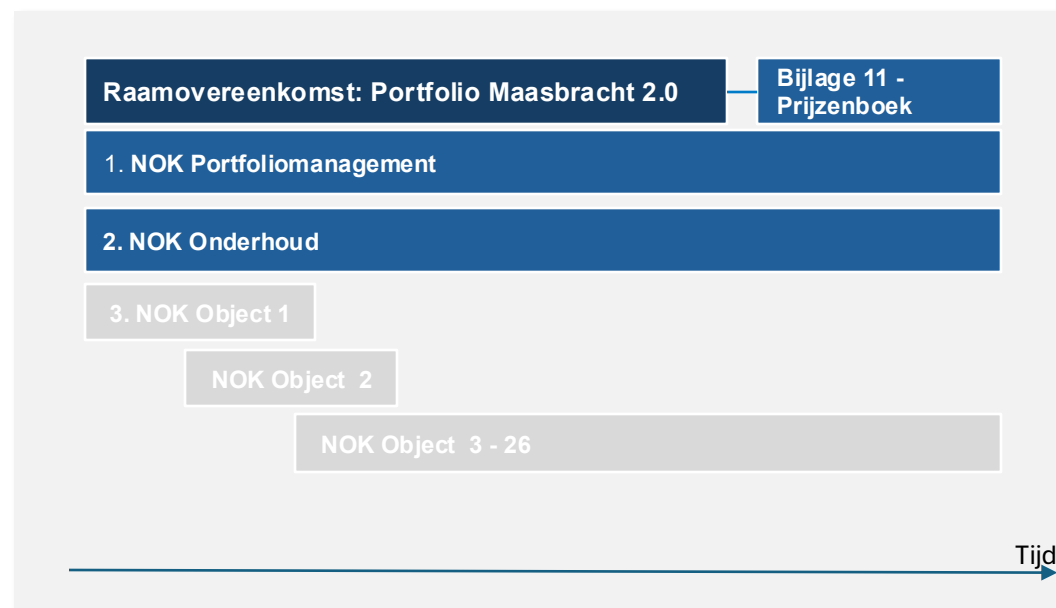 Raamovereenkomst: Portfolio Maasbracht 2.0
Bijlage 11 -
Prijzenboek
1. NOK Portfoliomanagement
2. NOK Onderhoud
3. NOK Object 1
NOK Object 2
NOK Object 3 - 26
Tijd